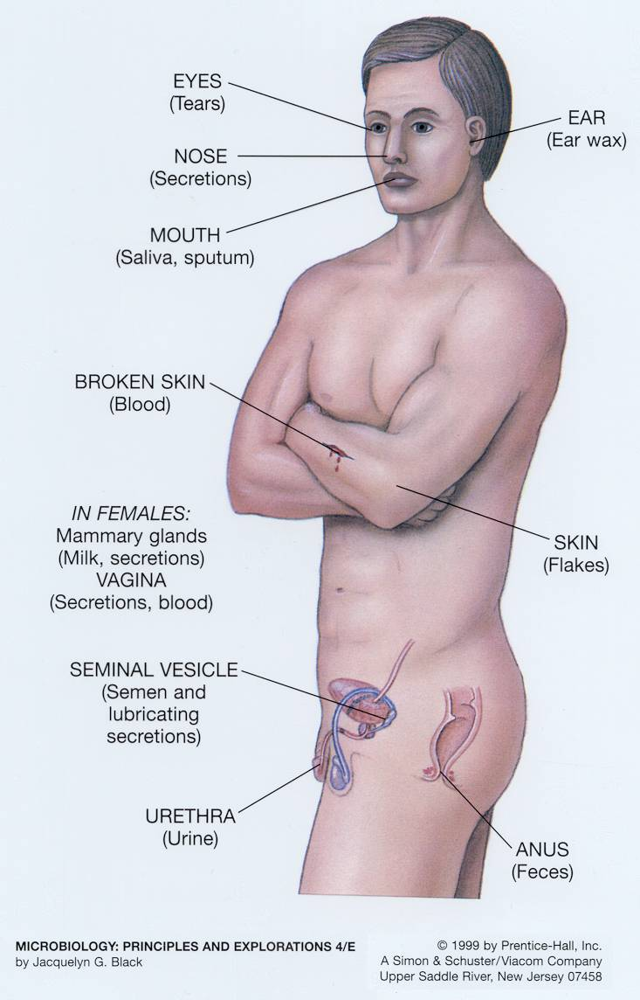 EYES
(Tears)
EAR
(Ear wax)
NOSE
(Secretions)
MOUTH
(Saliva, sputum)
BROKEN SKIN
(Blood)
IN FEMALES:
Mammary glands
(Milk, secretions)
VAGINA
(Secretions, blood)
SKIN
(Flakes)
SEMINAL VESICLE
(Semen and
lubricating
secretions)
URETHRA
(Urine)
ANUS
(Feces)
MICROBIOLOGY: PRINCIPLES AND EXPLORATIONS 4/E
by Jacquelyn G. Black
© 1999 by Prentice-Hall, Inc.
A Simon & Schuster/Viacom Company
Upper Saddle River, New Jersey 07458